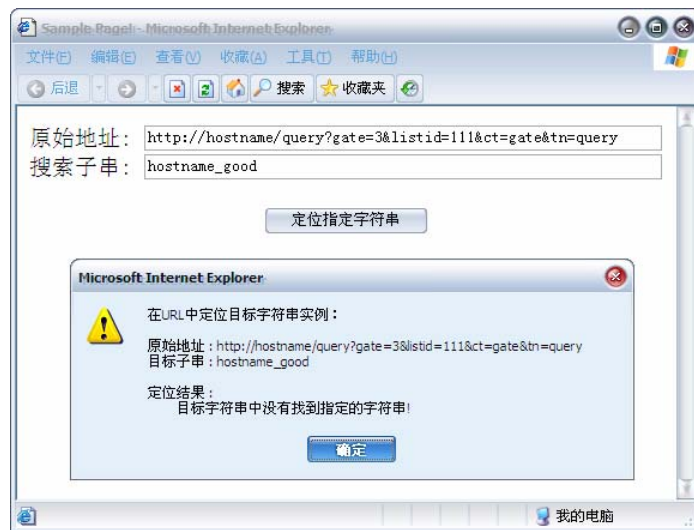 Sample Page! - Microsoft Internet Explorer
文件(F) 编辑(E) 查看(V) 收藏(A) 工具(T) 帮助(H)
后退 搜索 收藏夹
原始地址: http://hostname/query?gate=3&listid=111&ct=gate&tn=query
搜索子串: hostname_good
定位指定字符串
Microsoft Internet Explorer
在URL中定位目标字符串实例:
原始地址:http://hostname/query?gate=3&listid=111&ct=gate&tn=query
目标子串:hostname_good
定位结果:
目标字符串中没有找到指定的字符串!
确定
我的电脑